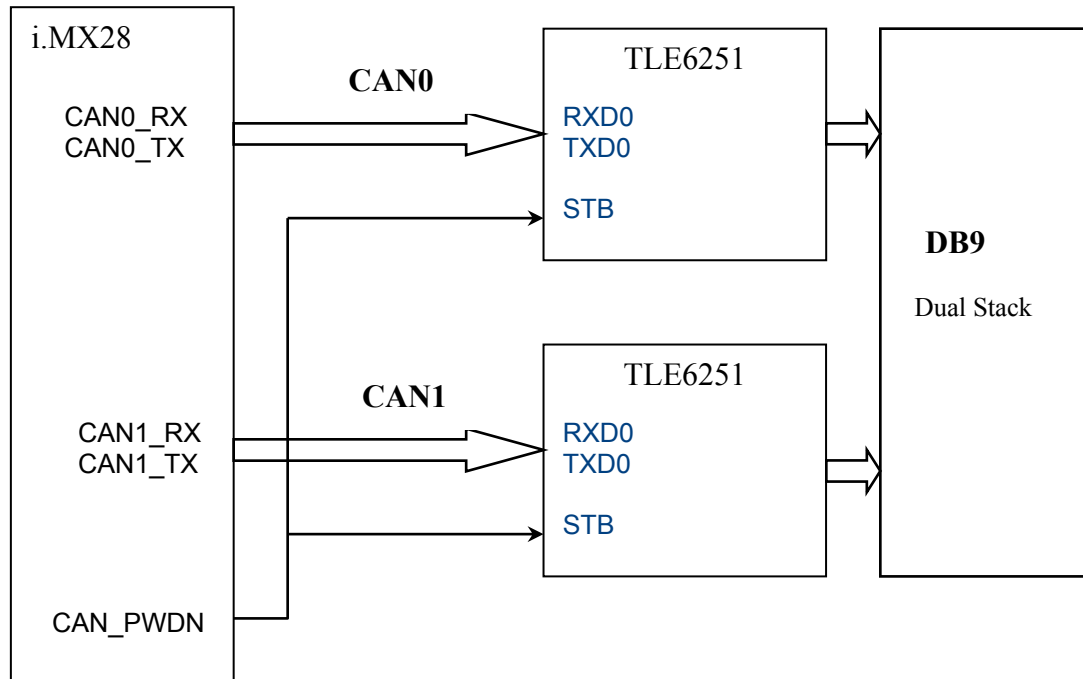 i.MX28
CAN0_RX
CAN0_TX
CAN0
TLE6251
RXD0
TXD0
STB
DB9
Dual Stack
CAN1_RX
CAN1_TX
CAN1
TLE6251
RXD0
TXD0
STB
CAN_PWDN